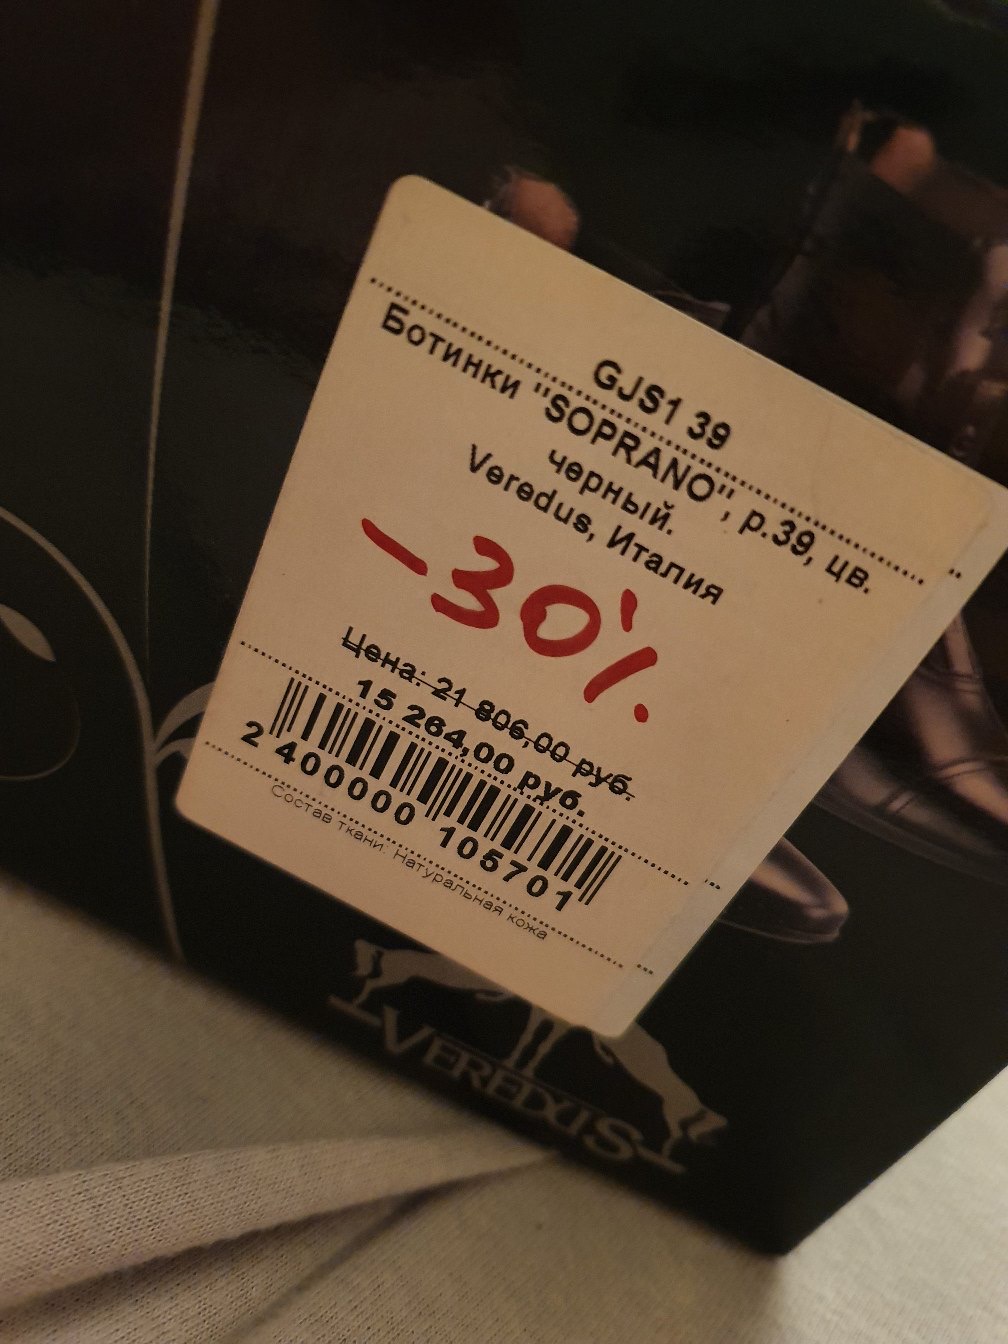 GJS1 39
Ботинки "SOPRANO", р.39, цв.
черный.
Veredus, Италия
-30%
Цена: 21 806,00 руб.
15 264,00 руб.
2 400000 105701
Состав ткани: Натуральная кожа
VEREDUS